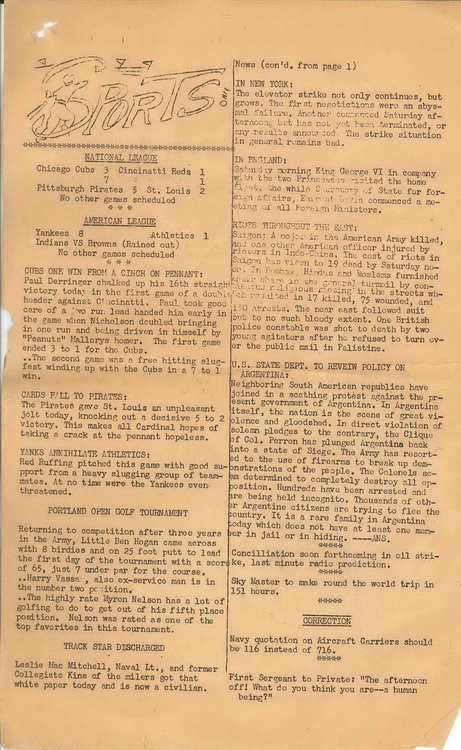 SPORTS
NATIONAL LEAGUE
Chicago Cubs 3 Cincinatti Reds 1
7 1
Pittsburgh Pirates 5 St. Louis 2
No other games scheduled
* * *
AMERICAN LEAGUE
Yankees 8 Athletics 1
Indians VS Browns (Rained out)
No other games scheduled
CUBS ONE WIN FROM A CINCH ON PENNANT:
Paul Derringer chalked up his 16th straight
victory today in the first game of a double
header against Cincinatti. Paul took good
care of a two run lead handed him early in
the game when Nicholson doubled bringing
in one run and being driven in himself by
"Peanuts" Mallorys homer. The first game
ended 3 to 1 for the Cubs.
..The second game was a free hitting slug-
fest winding up with the Cubs in a 7 to 1
win.
CARDS FALL TO PIRATES:
The Pirates gave St. Louis an unpleasant
jolt today, knocking out a decisive 5 to 2
victory. This makes all Cardinal hopes of
taking a crack at the pennant hopeless.
YANKS ANNIHILATE ATHLETICS:
Red Ruffing pitched this game with good su-
pport from a heavy slugging group of team-
mates. At no time were the Yankees even
threatened.
PORTLAND OPEN GOLF TOURNAMENT
Returning to competition after three years
in the Army, Little Ben Hogan came across
with 8 birdies and on 25 foot putt to lead
the first day of the tournament with a score
of 65, just 7 under par for the course.
..Harry Vassa, also ex-service man is in
the number two position.
..The highly rate Myron Nelson has a lot of
golfing to do to get out of his fifth place
position. Nelson was rated as one of the
top favorites in this tournament.
TRACK STAR DISCHARGED
Leslie Mac Mitchell, Naval Lt., and former
Collegiate Kine of the milers got that
white paper today and is now a civilian.
News (con'd. from page 1)
IN NEW YORK:
The elevator strike not only continues, but
grows. The first negotictions were an abys-
mal failure. Another commenced Saturday af-
ternoon, but has not yet been terminated, or
any results announced. The strike situation
in general remains bad.
IN ENGLAND:
Saturday morning King George VI in company
with the two Princesses visited the home
fleet, the while Secretary of State for for-
eign affairs, Ernest Bevin commenced a me-
eting of all Foreign Ministers.
RIOTS THROUGHOUT THE EAST:
Saigon: A major in the American Army killed,
and one other American officer injured by
rioters in Indo-China. The cost of riots in
Saigon has risen to 19 dead by Saturday no-
on. In Bombay, Hindus and Moslems furnished
their share in the general turmoil by con-
tinuous religious rioting in the streets wh-
ich resulted in 17 killed, 75 wounded, and
150 arrests. The near east followed suit
but to no such bloody extent. One British
police constable was shot to death by two
young agitators after he refused to turn ov-
er the public mail in Palistine.
U.S. STATE DEPT. TO REVEIW POLICY ON
ARGENTINA:
Neighboring South American republics have
joined in a scathing protest against the pr-
esent government of Argentina. In Argentina
itself, the nation is the scene of great vi-
olence and gloodshed. In direct violation of
solemn pledges to the contrary, the Clique
of Col. Perron has plunged Argentina back
into a state of Siege. The Army has resort-
ed to the use of firearms to break up dem-
onstrations of the people. The Colonels se-
em determined to completely destroy all op-
position. Hundreds have been arrested and
are being held incognito. Thousands of oth-
er Argentine citizens are trying to flee the
country. It is a rare family in Argentina
today which does not have at least one mem-
ber in jail or in hiding. ----ANS.
*****
Concilliation soon forthcoming in oil stri-
ke, last minute radio prediction.
*****
Sky Master to make round the world trip in
151 hours.
*****
CORRECTION
Navy quotation on Aircraft Carriers should
be 116 instead of 716.
*****
First Sergeant to Private: "The afternoon
off! What do you think you are--a human
being?"